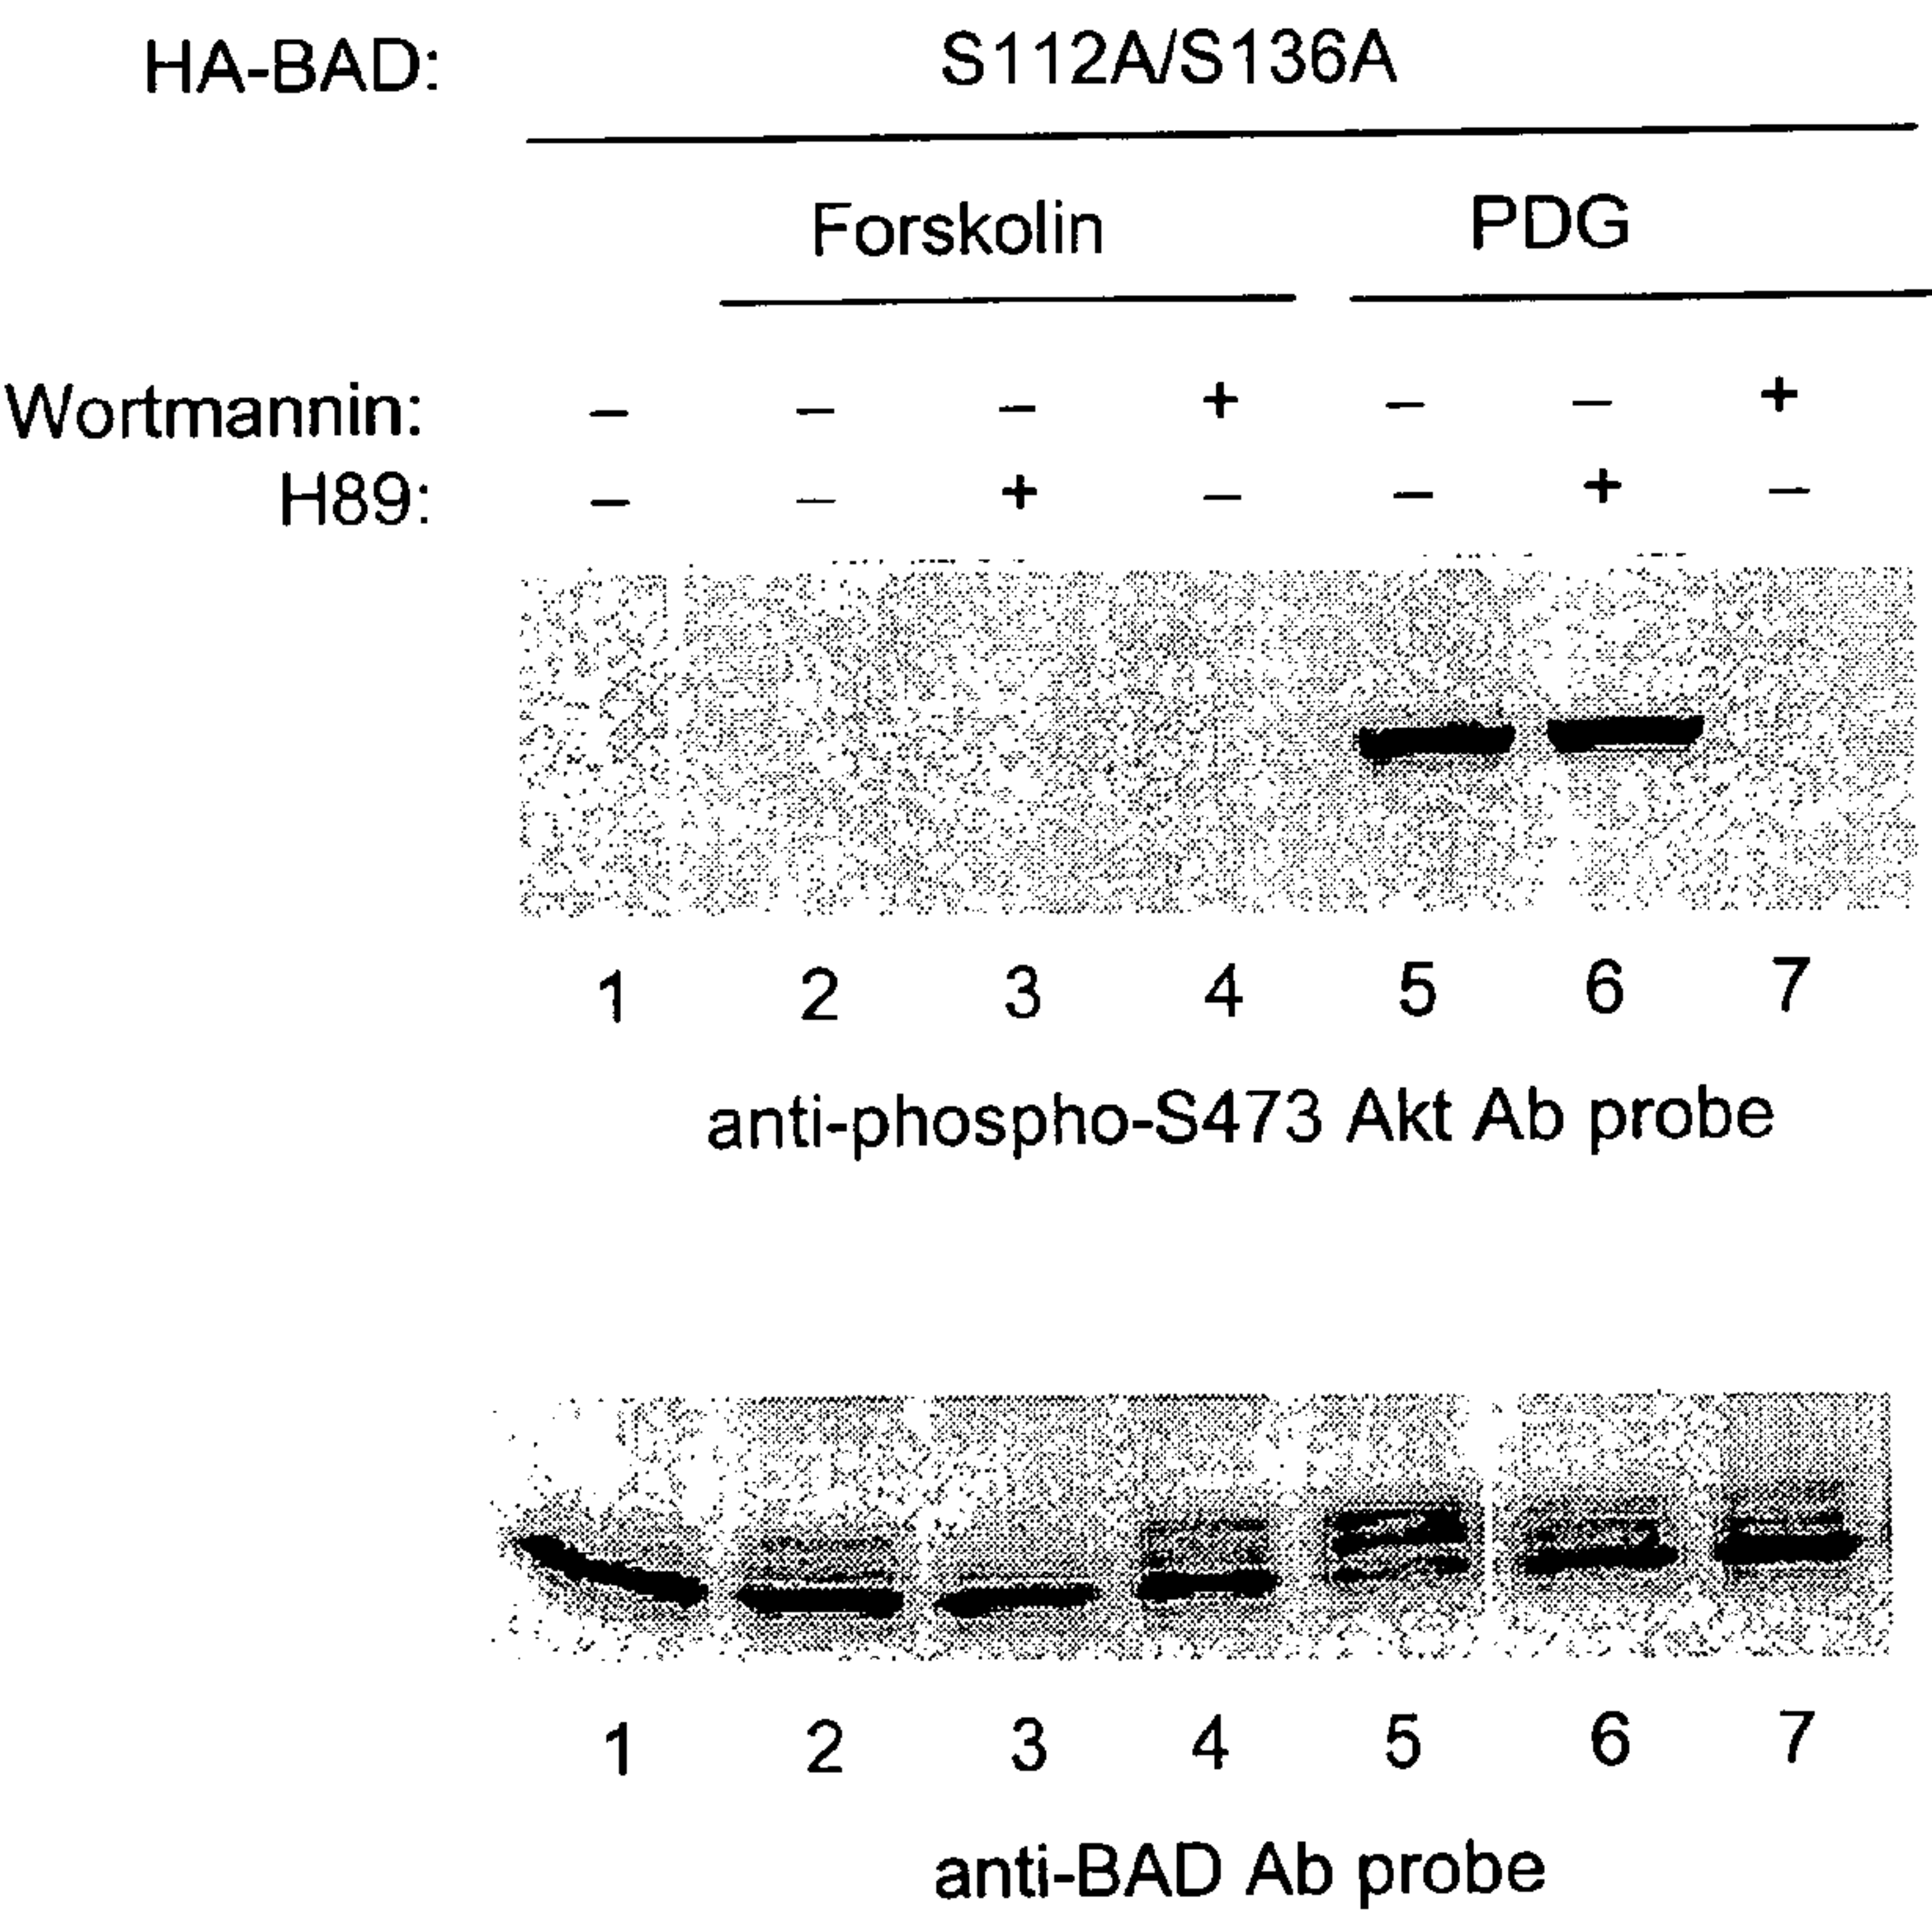 HA-BAD: S112A/S136A
Forskolin PDG
Wortmannin: – – – + – – +
H89: – – + – – + –
1 2 3 4 5 6 7
anti-phospho-S473 Akt Ab probe
1 2 3 4 5 6 7
anti-BAD Ab probe